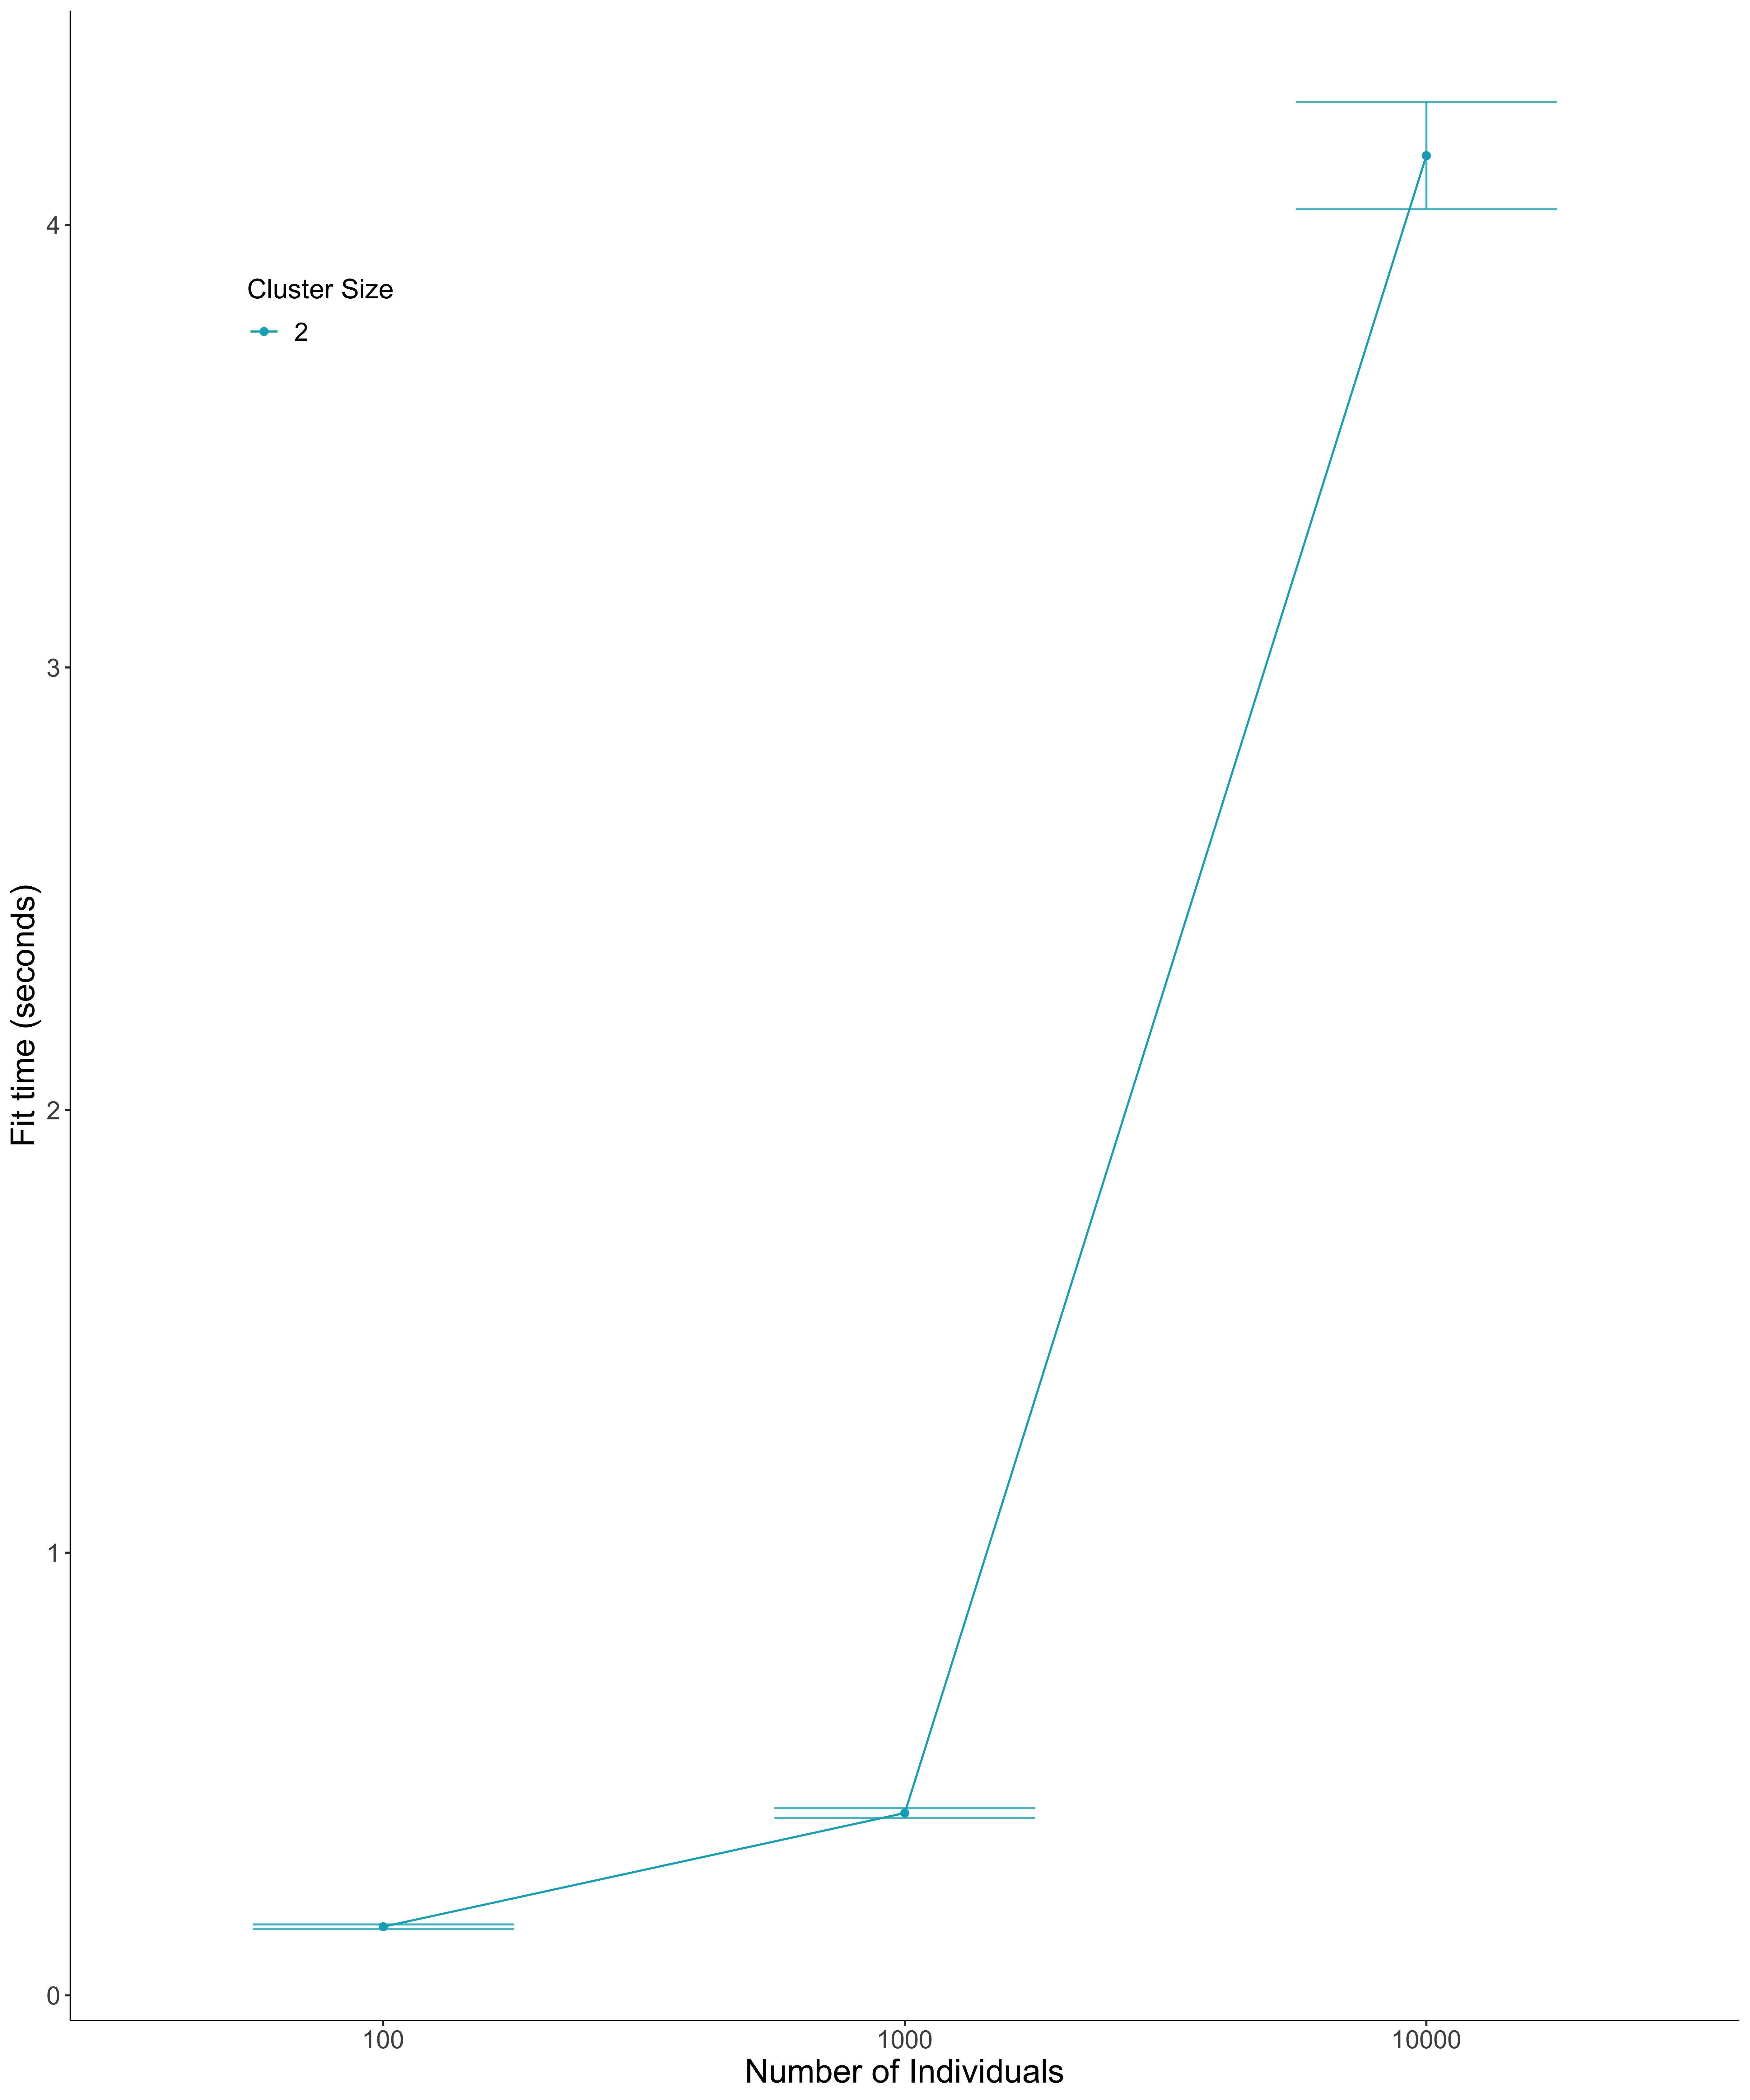 4
Cluster Size
2
3
Fit time (seconds)
2
1
0
100 1000 10000
Number of Individuals